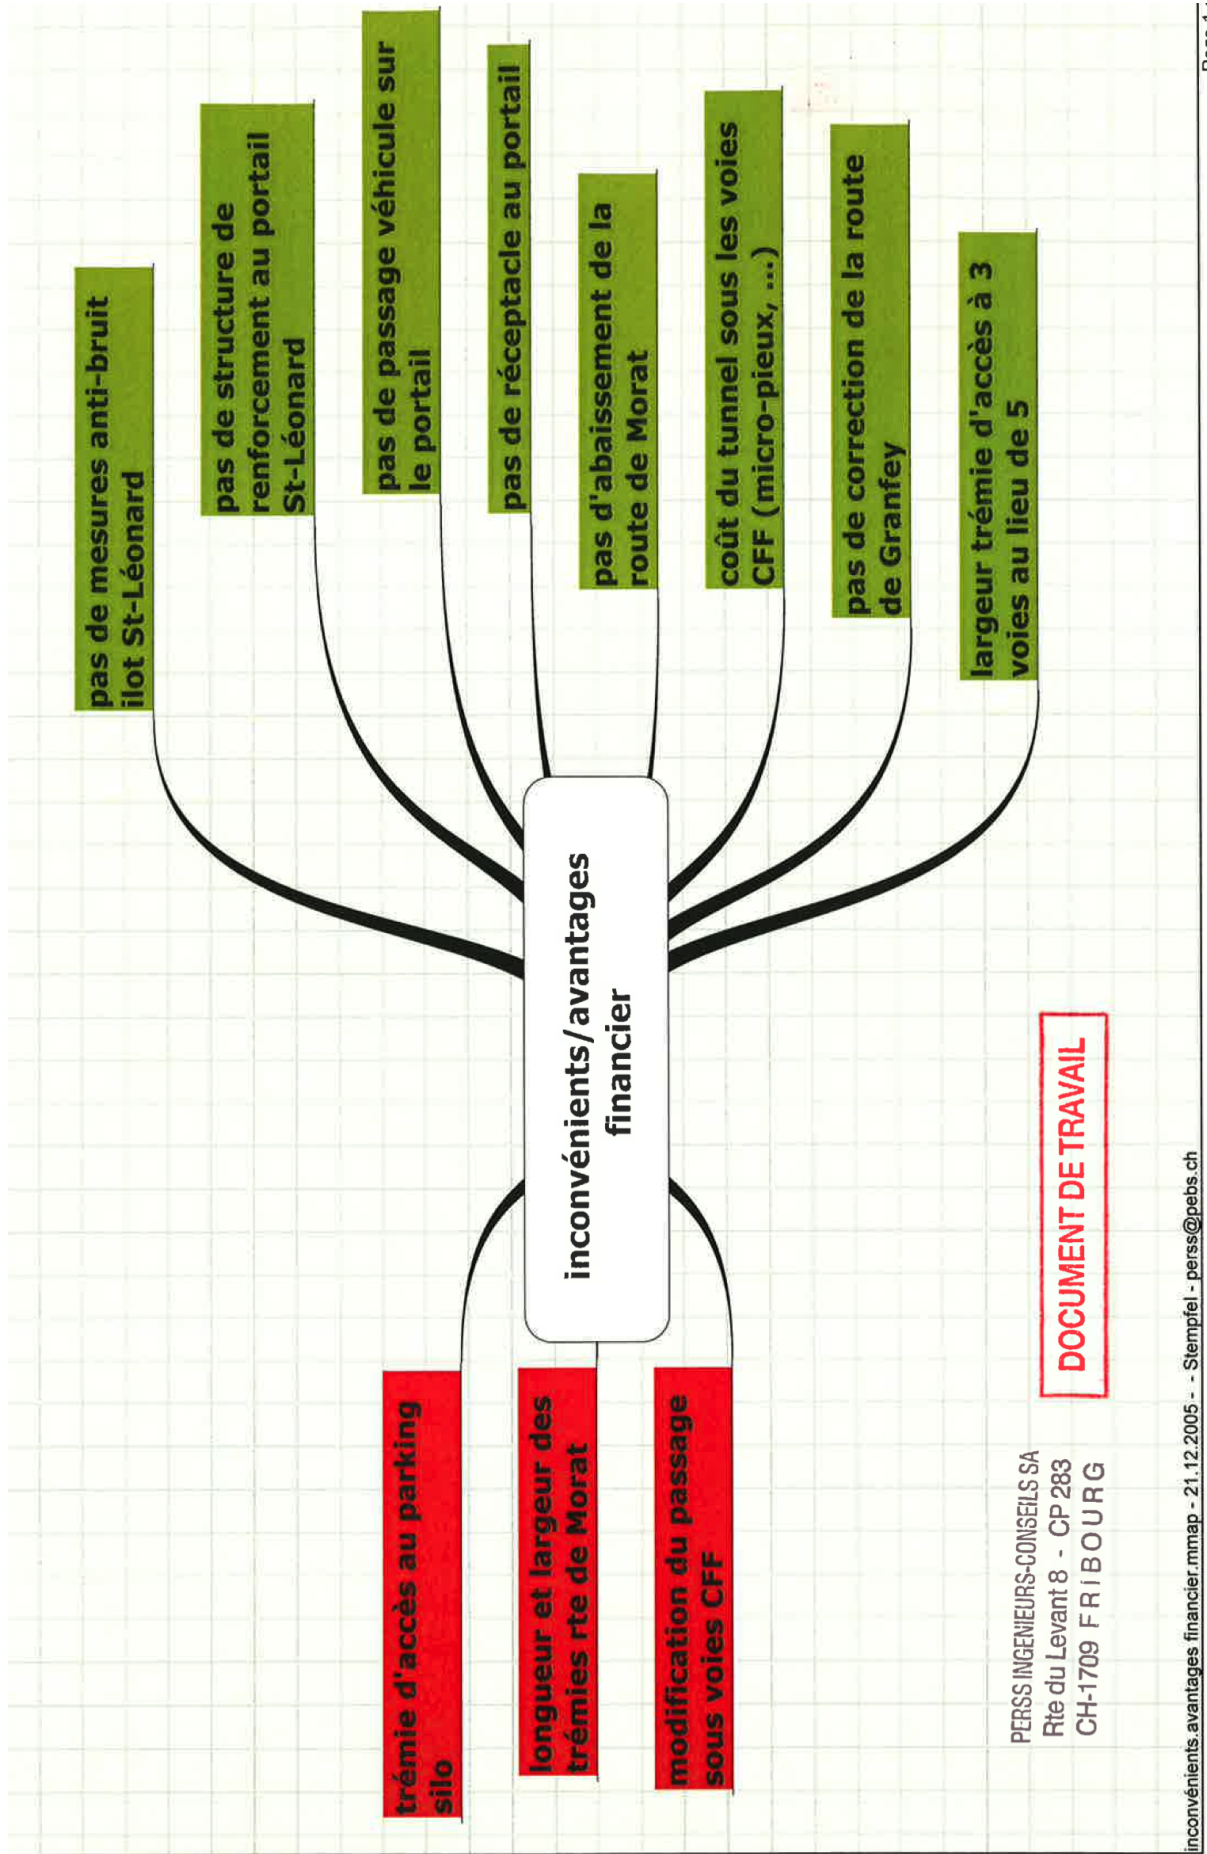 pas de mesures anti-bruit
ilot St-Léonard
pas de structure de
renforcement au portail
St-Léonard
pas de passage véhicule sur
le portail
pas de réceptacle au portail
pas d'abaissement de la
route de Morat
coût du tunnel sous les voies
CFF (micro-pieux, ...)
pas de correction de la route
de Granfey
largeur trémie d'accès à 3
voies au lieu de 5
inconvénients/avantages
financier
trémie d'accès au parking
silo
longueur et largeur des
trémies rte de Morat
modification du passage
sous voies CFF
DOCUMENT DE TRAVAIL
PERSS INGENIEURS-CONSEILS SA
Rte du Levant 8 - CP 283
CH-1709 FRIBOURG
inconvénients.avantages financier.mmap - 21.12.2005 - - Stempfel - perss@pebs.ch